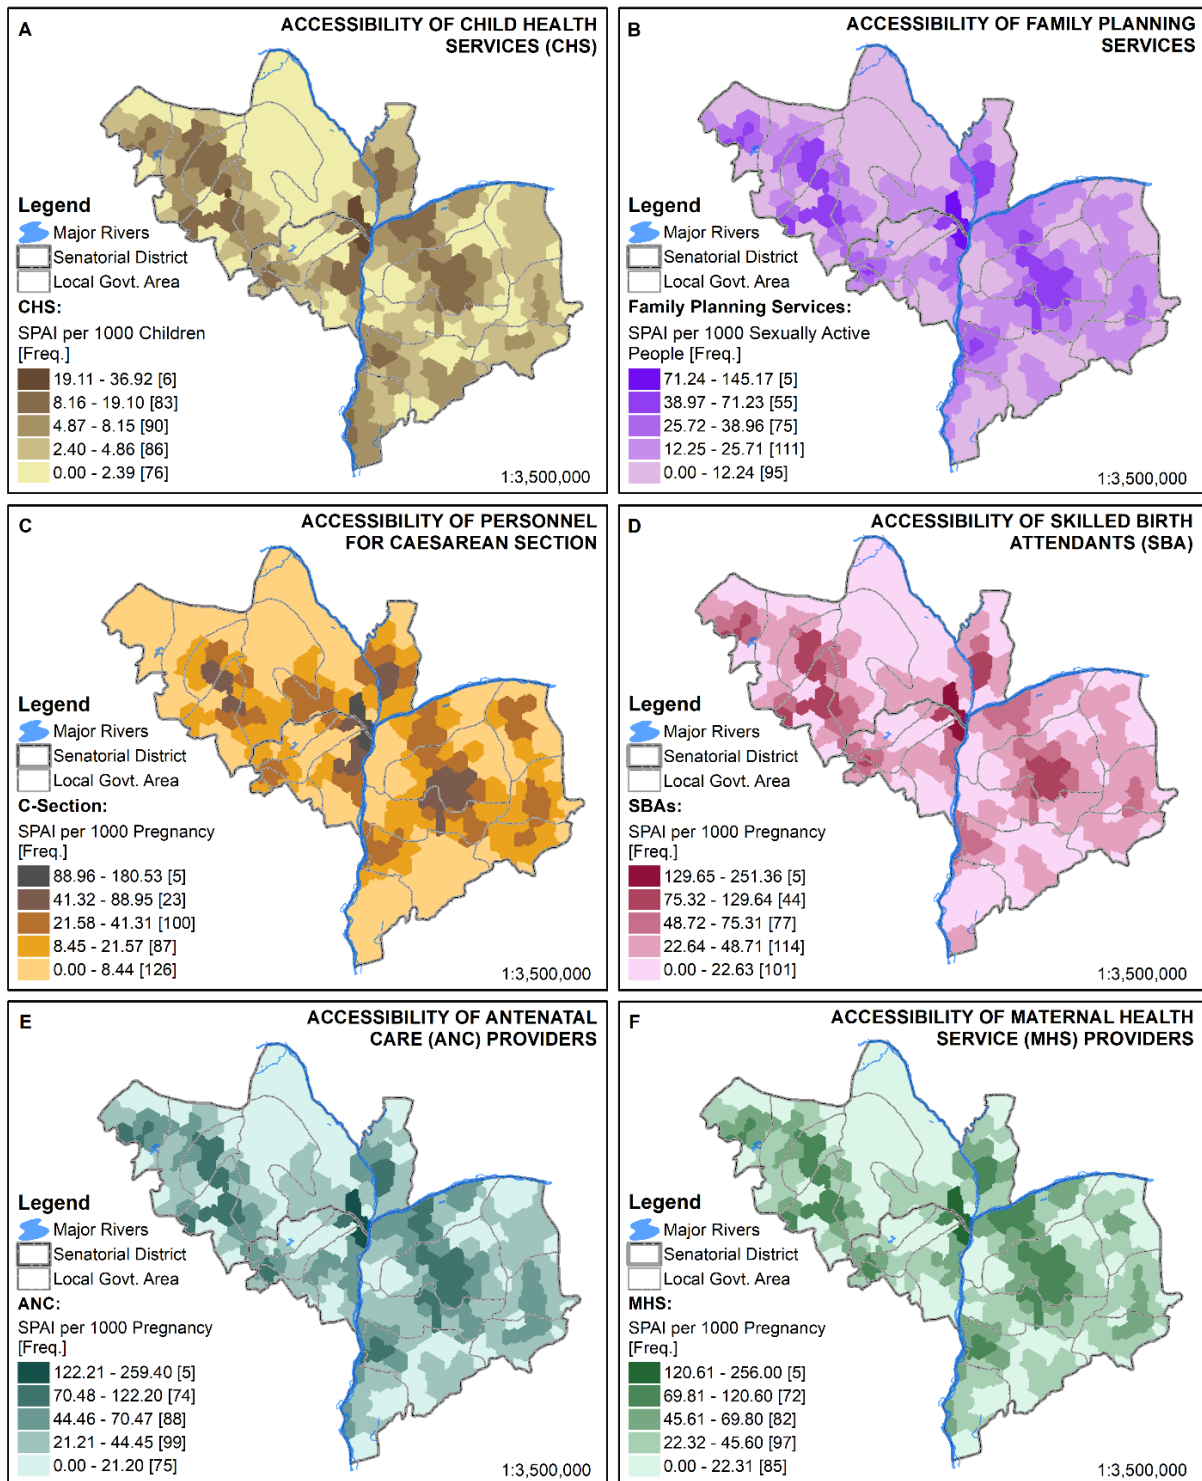 A
ACCESSIBILITY OF CHILD HEALTH
SERVICES (CHS)
Legend
Major Rivers
Senatorial District
Local Govt. Area
CHS:
SPAI per 1000 Children
[Freq.]
19.11 - 36.92 [6]
8.16 - 19.10 [83]
4.87 - 8.15 [90]
2.40 - 4.86 [86]
0.00 - 2.39 [76]
1:3,500,000
B
ACCESSIBILITY OF FAMILY PLANNING
SERVICES
Legend
Major Rivers
Senatorial District
Local Govt. Area
Family Planning Services:
SPAI per 1000 Sexually Active
People [Freq.]
71.24 - 145.17 [5]
38.97 - 71.23 [55]
25.72 - 38.96 [75]
12.25 - 25.71 [111]
0.00 - 12.24 [95]
1:3,500,000
C
ACCESSIBILITY OF PERSONNEL
FOR CAESAREAN SECTION
Legend
Major Rivers
Senatorial District
Local Govt. Area
C-Section:
SPAI per 1000 Pregnancy
[Freq.]
88.96 - 180.53 [5]
41.32 - 88.95 [23]
21.58 - 41.31 [100]
8.45 - 21.57 [87]
0.00 - 8.44 [126]
1:3,500,000
D
ACCESSIBILITY OF SKILLED BIRTH
ATTENDANTS (SBA)
Legend
Major Rivers
Senatorial District
Local Govt. Area
SBAs:
SPAI per 1000 Pregnancy
[Freq.]
129.65 - 251.36 [5]
75.32 - 129.64 [44]
48.72 - 75.31 [77]
22.64 - 48.71 [114]
0.00 - 22.63 [101]
1:3,500,000
E
ACCESSIBILITY OF ANTENATAL
CARE (ANC) PROVIDERS
Legend
Major Rivers
Senatorial District
Local Govt. Area
ANC:
SPAI per 1000 Pregnancy
[Freq.]
122.21 - 259.40 [5]
70.48 - 122.20 [74]
44.46 - 70.47 [88]
21.21 - 44.45 [99]
0.00 - 21.20 [75]
1:3,500,000
F
ACCESSIBILITY OF MATERNAL HEALTH
SERVICE (MHS) PROVIDERS
Legend
Major Rivers
Senatorial District
Local Govt. Area
MHS:
SPAI per 1000 Pregnancy
[Freq.]
120.61 - 256.00 [5]
69.81 - 120.60 [72]
45.61 - 69.80 [82]
22.32 - 45.60 [97]
0.00 - 22.31 [85]
1:3,500,000